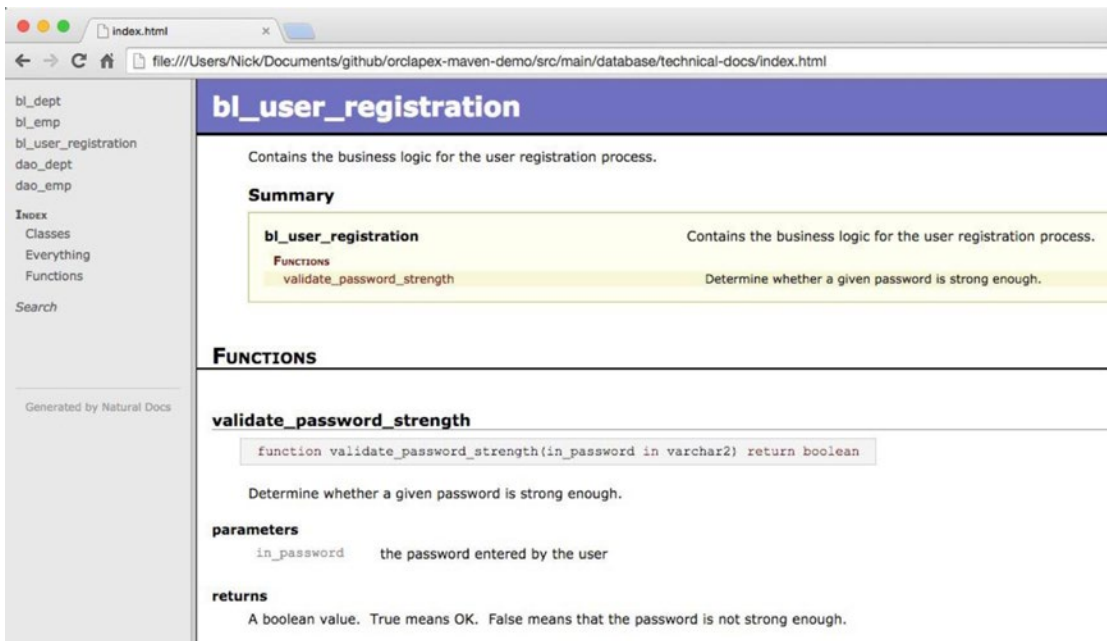 index.html
file:///Users/Nick/Documents/github/orclapex-maven-demo/src/main/database/technical-docs/index.html
bl_dept
bl_emp
bl_user_registration
dao_dept
dao_emp
INDEX
Classes
Everything
Functions
Search
Generated by Natural Docs
bl_user_registration
Contains the business logic for the user registration process.
Summary
bl_user_registration Contains the business logic for the user registration process.
FUNCTIONS
validate_password_strength Determine whether a given password is strong enough.
FUNCTIONS
validate_password_strength
function validate_password_strength(in_password in varchar2) return boolean
Determine whether a given password is strong enough.
parameters
in_password the password entered by the user
returns
A boolean value. True means OK. False means that the password is not strong enough.